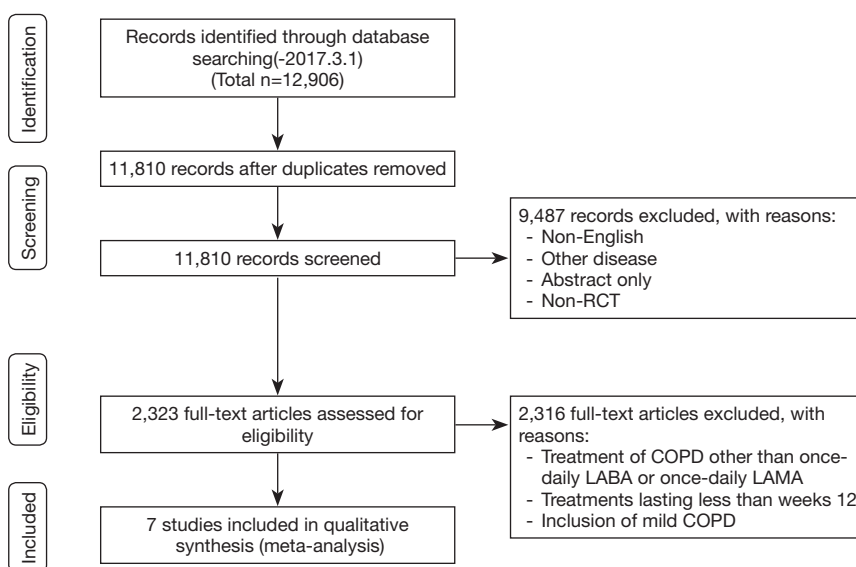 Identification
Records identified through database
searching(-2017.3.1)
(Total n=12,906)
11,810 records after duplicates removed
Screening
11,810 records screened
9,487 records excluded, with reasons:
- Non-English
- Other disease
- Abstract only
- Non-RCT
Eligibility
2,323 full-text articles assessed for
eligibility
2,316 full-text articles excluded, with
reasons:
- Treatment of COPD other than once-
daily LABA or once-daily LAMA
- Treatments lasting less than weeks 12
- Inclusion of mild COPD
Included
7 studies included in qualitative
synthesis (meta-analysis)